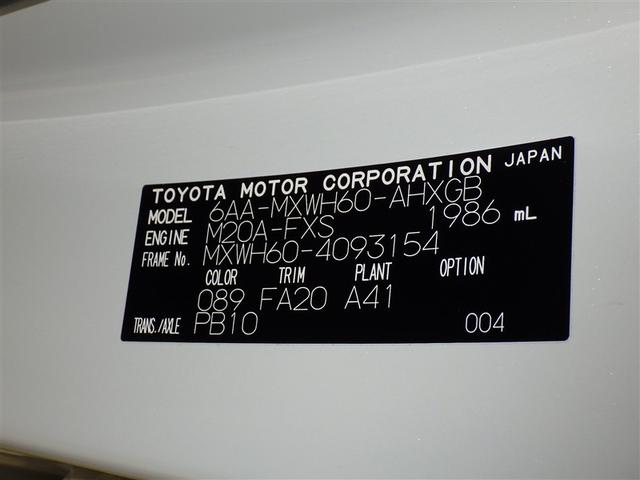 TOYOTA MOTOR CORPORATION JAPAN
MODEL 6AA-MXWH60-AHXGB
ENGINE M20A-FXS 1986 mL
FRAME No. MXWH60-4093154
COLOR TRIM PLANT OPTION
089 FA20 A41
TRANS./AXLE PB10 004